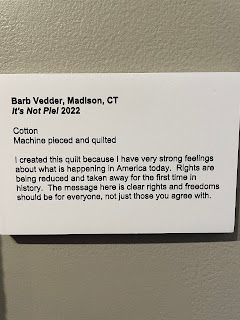 Barb Vedder, Madison, CT
It's Not Pie! 2022
Cotton
Machine pieced and quilted
I created this quilt because I have very strong feelings
about what is happening in America today. Rights are
being reduced and taken away for the first time in
history. The message here is clear rights and freedoms
should be for everyone, not just those you agree with.